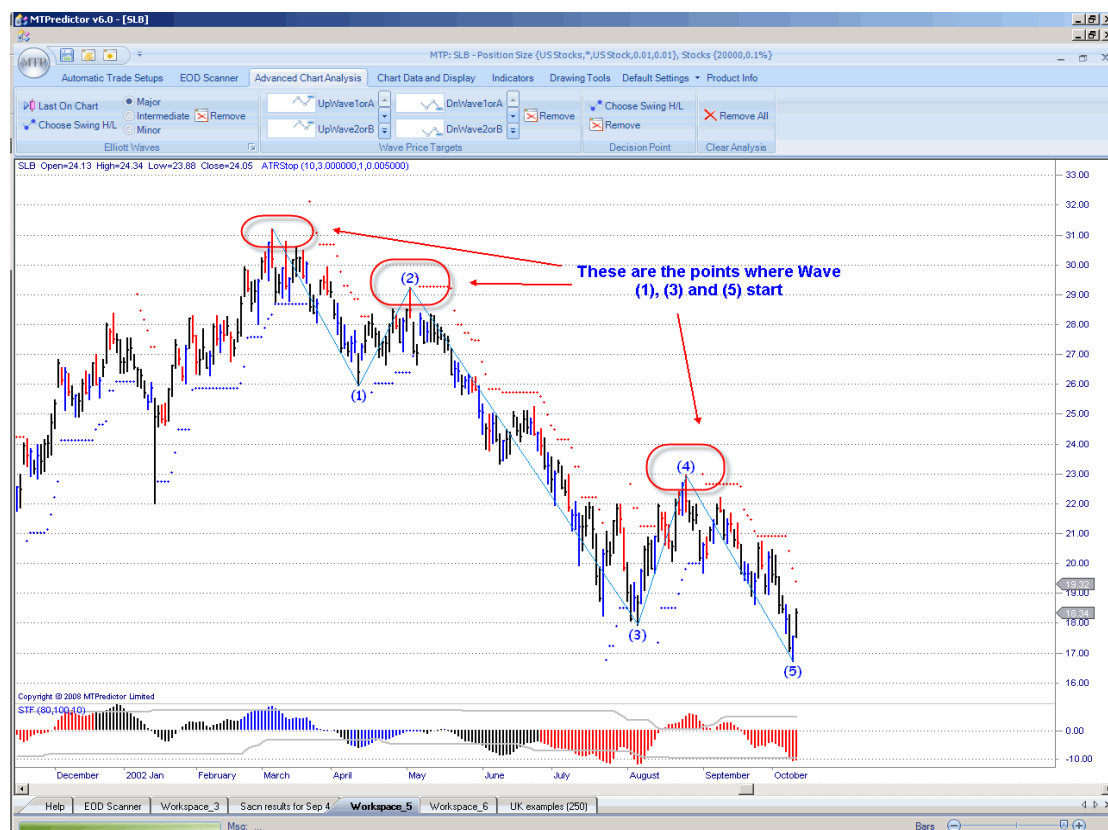 MTPredictor v6.0 - [SLB]
MTP
MTP: SLB - Position Size {US Stocks,*,US Stock,0.01,0.01}, Stocks {20000,0.1%}
Automatic Trade Setups EOD Scanner Advanced Chart Analysis Chart Data and Display Indicators Drawing Tools Default Settings Product Info
Last On Chart Major UpWave1orA DnWave1orA Choose Swing H/L
Choose Swing H/L Intermediate Remove Remove Remove Remove All
Minor UpWave2orB DnWave2orB
Elliott Waves Wave Price Targets Decision Point Clear Analysis
SLB Open=24.13 High=24.34 Low=23.88 Close=24.05 ATRStop (10,3.000000,1,0.005000)
33.00
32.00
31.00
30.00
29.00
28.00
27.00
26.00
25.00
24.00
23.00
22.00
21.00
20.00
19.32
19.00
18.34
18.00
17.00
16.00
These are the points where Wave
(1), (3) and (5) start
(2)
(1)
(4)
(3)
(5)
Copyright © 2008 MTPredictor Limited
STF (80,100,10)
0.00
-10.00
December 2002 Jan February March April May June July August September October
Help EOD Scanner Workspace_3 Sacn results for Sep 4 Workspace_5 Workspace_6 UK examples (250)
Msg: ... Bars